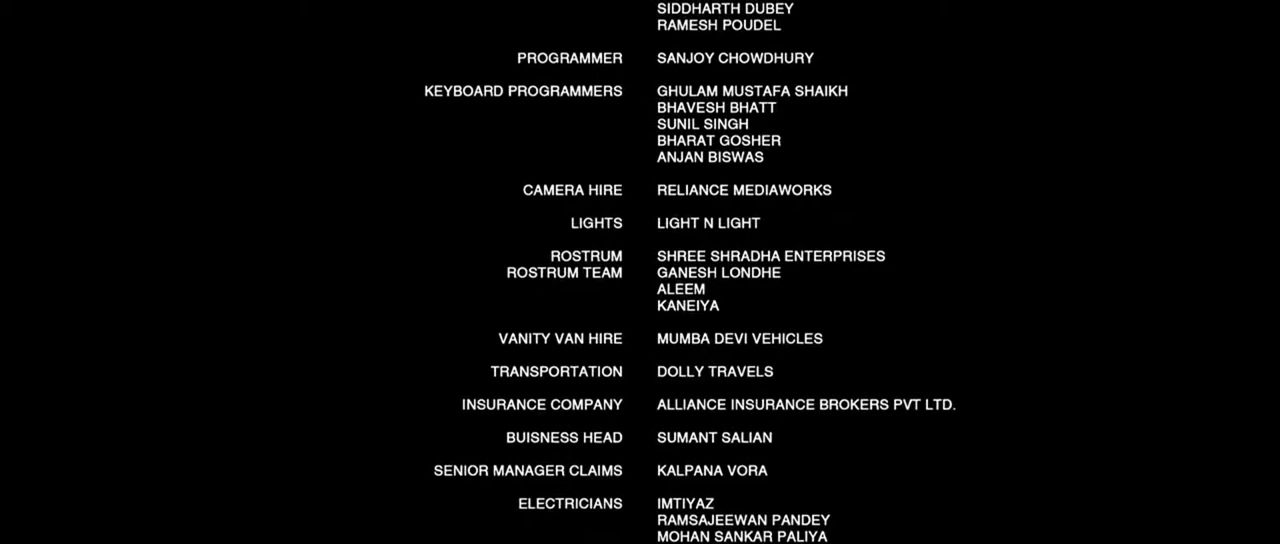 SIDDHARTH DUBEY
RAMESH POUDEL
PROGRAMMER SANJOY CHOWDHURY
KEYBOARD PROGRAMMERS GHULAM MUSTAFA SHAIKH
BHAVESH BHATT
SUNIL SINGH
BHARAT GOSHER
ANJAN BISWAS
CAMERA HIRE RELIANCE MEDIAWORKS
LIGHTS LIGHT N LIGHT
ROSTRUM SHREE SHRADHA ENTERPRISES
ROSTRUM TEAM GANESH LONDHE
ALEEM
KANEIYA
VANITY VAN HIRE MUMBA DEVI VEHICLES
TRANSPORTATION DOLLY TRAVELS
INSURANCE COMPANY ALLIANCE INSURANCE BROKERS PVT LTD.
BUISNESS HEAD SUMANT SALIAN
SENIOR MANAGER CLAIMS KALPANA VORA
ELECTRICIANS IMTIYAZ
RAMSAJEEWAN PANDEY
MOHAN SANKAR PALIYA